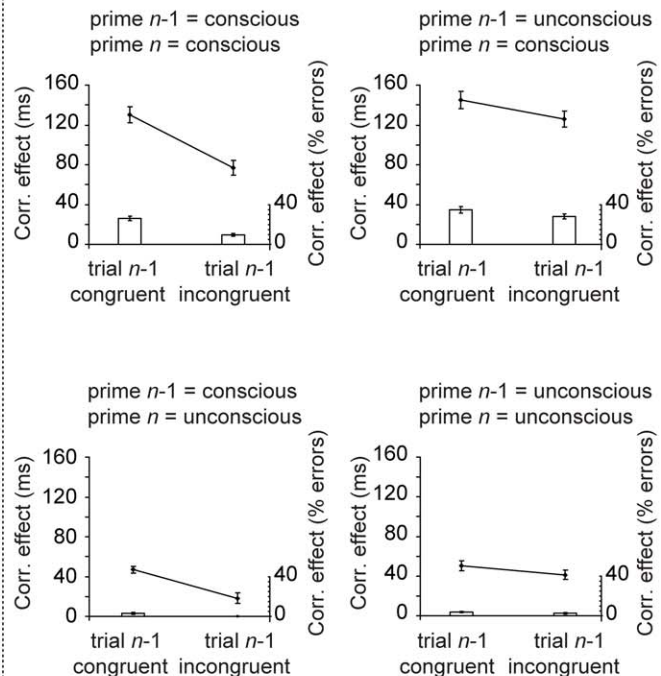 prime n-1 = conscious
prime n = conscious
Corr. effect (ms)
160
120
80
40
0
40
0
Corr. effect (% errors)
trial n-1 trial n-1
congruent incongruent
prime n-1 = unconscious
prime n = conscious
Corr. effect (ms)
160
120
80
40
0
40
0
Corr. effect (% errors)
trial n-1 trial n-1
congruent incongruent
prime n-1 = conscious
prime n = unconscious
Corr. effect (ms)
160
120
80
40
0
40
0
Corr. effect (% errors)
trial n-1 trial n-1
congruent incongruent
prime n-1 = unconscious
prime n = unconscious
Corr. effect (ms)
160
120
80
40
0
40
0
Corr. effect (% errors)
trial n-1 trial n-1
congruent incongruent